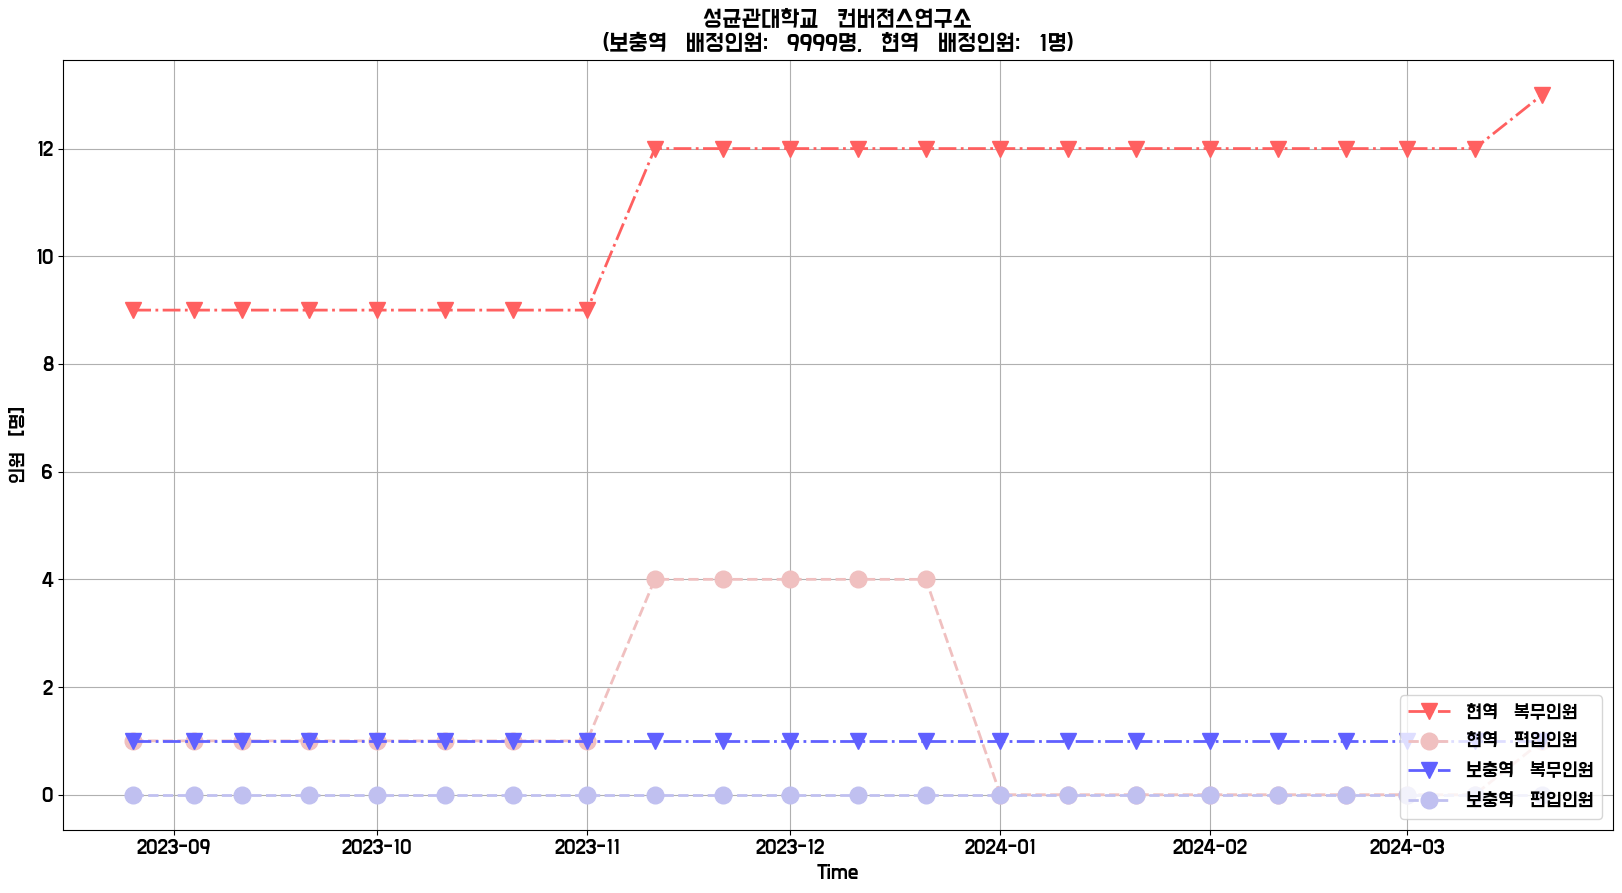 성균관대학교 컨버젼스연구소
(보충역 배정인원: 9999명, 현역 배정인원: 1명)
인원 [명]
12
10
8
6
4
2
0
현역 복무인원
현역 편입인원
보충역 복무인원
보충역 편입인원
2023-09 2023-10 2023-11 2023-12 2024-01 2024-02 2024-03
Time